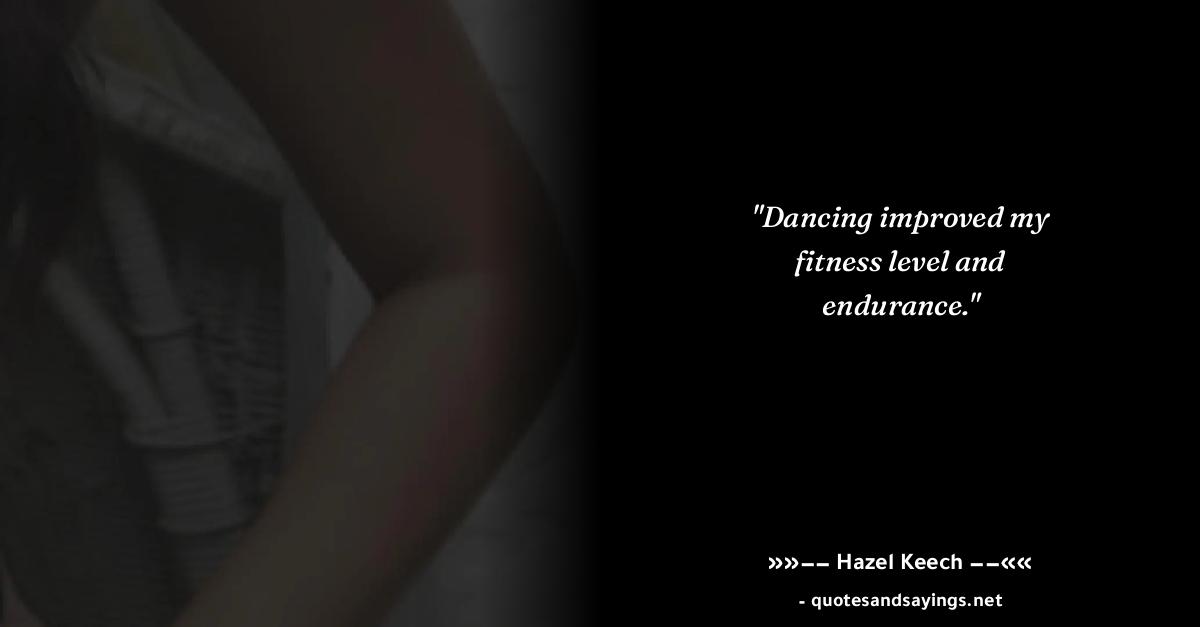 "Dancing improved my
fitness level and
endurance."
»»–– Hazel Keech ––««
- quotesandsayings.net